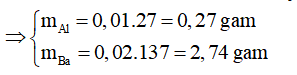 ⇒ { m_Al = 0,01.27 = 0,27 gam
m_Ba = 0,02.137 = 2,74 gam